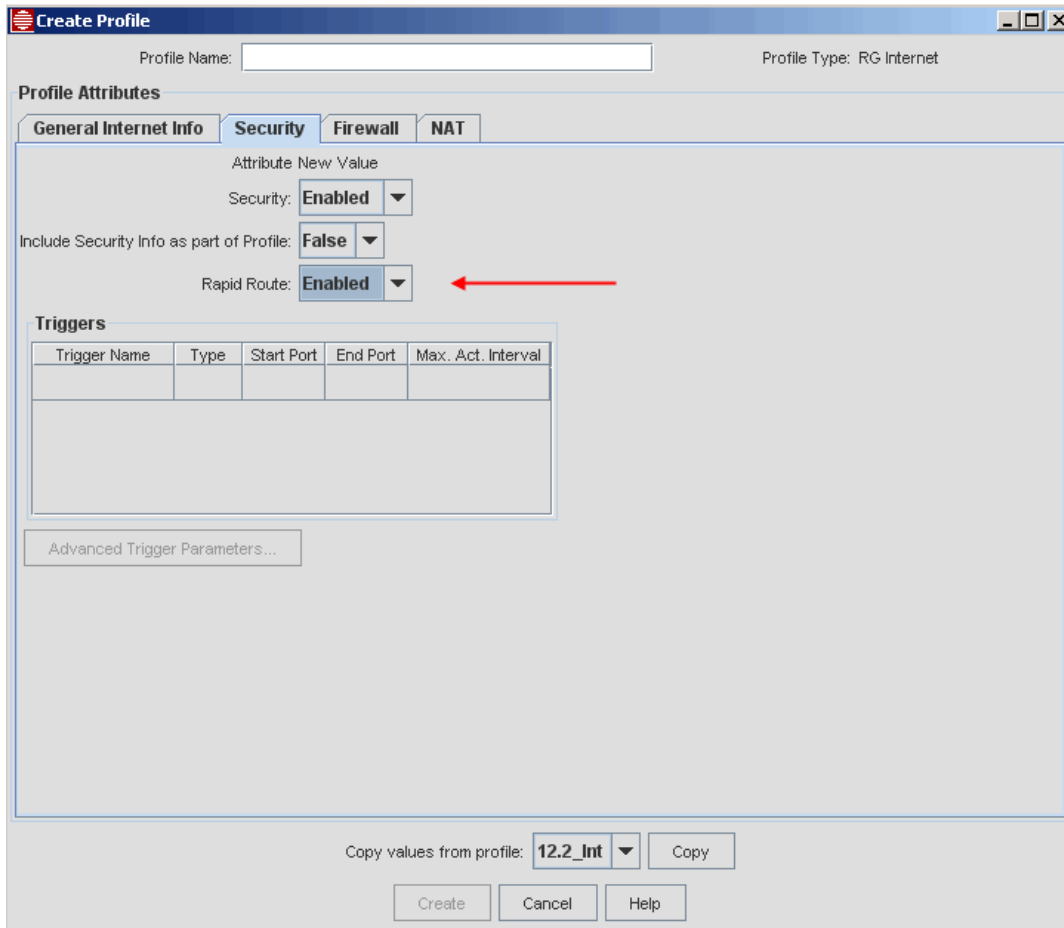 Create Profile
Profile Name: Profile Type: RG Internet
Profile Attributes
General Internet Info Security Firewall NAT
Attribute New Value
Security: Enabled
Include Security Info as part of Profile: False
Rapid Route: Enabled
Triggers
Trigger Name Type Start Port End Port Max. Act. Interval
Advanced Trigger Parameters...
Copy values from profile: 12.2_Int Copy
Create Cancel Help